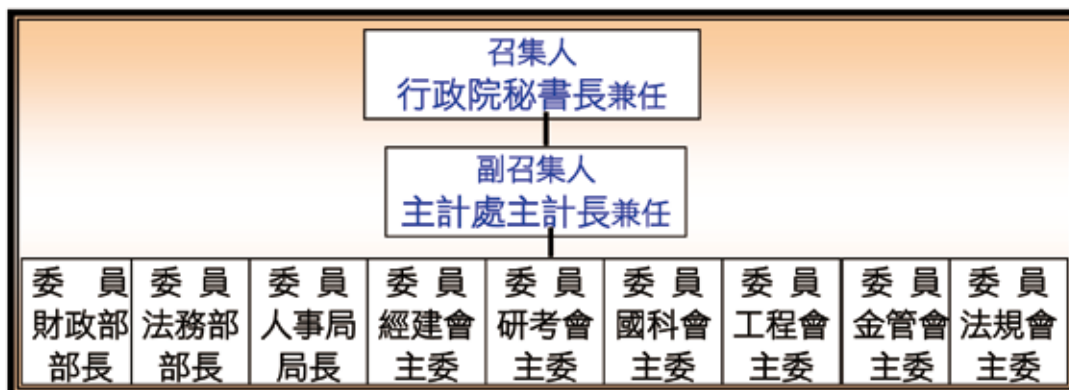 召集人
行政院秘書長兼任
副召集人
主計處主計長兼任
委 員
財政部
部長
委 員
法務部
部長
委 員
人事局
局長
委 員
經建會
主委
委 員
研考會
主委
委 員
國科會
主委
委 員
工程會
主委
委 員
金管會
主委
委 員
法規會
主委